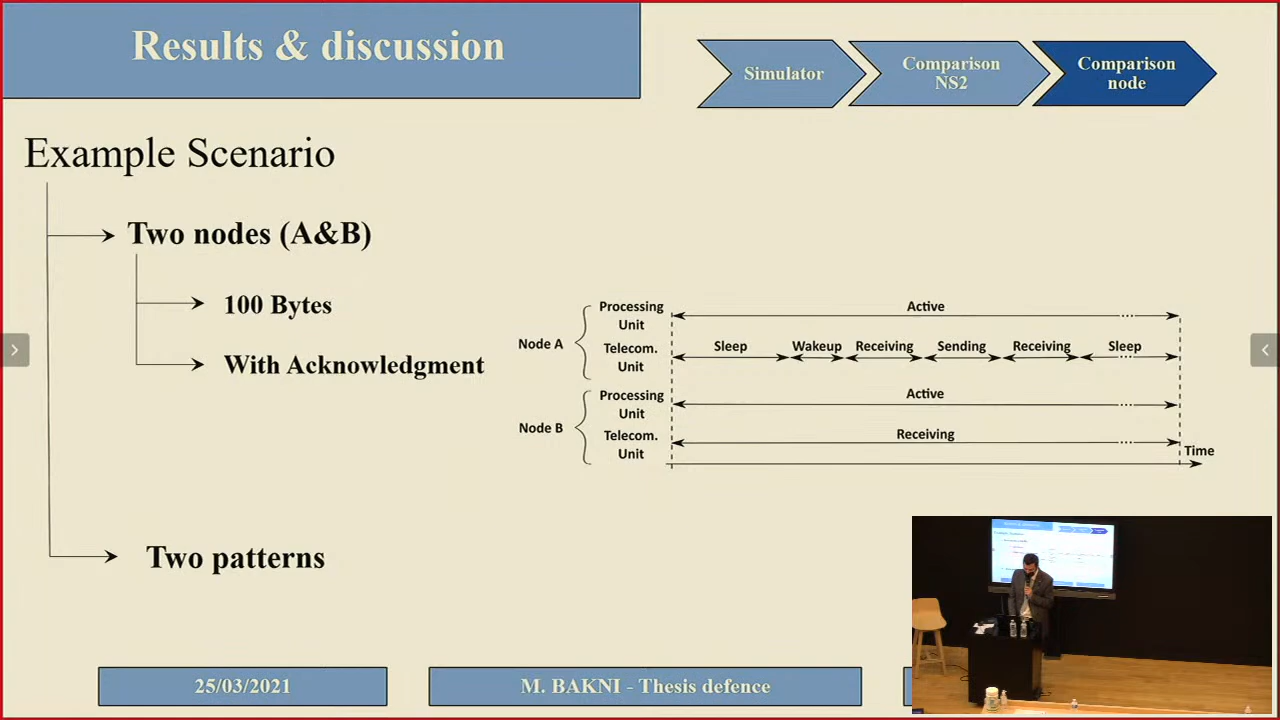 Results & discussion
Simulator
Comparison
NS2
Comparison
node
Example Scenario
Two nodes (A&B)
100 Bytes
With Acknowledgment
Two patterns
Node A
Processing
Unit
Active
Telecom.
Unit
Sleep
Wakeup
Receiving
Sending
Receiving
Sleep
Node B
Processing
Unit
Active
Telecom.
Unit
Receiving
Time
25/03/2021
M. BAKNI - Thesis defence